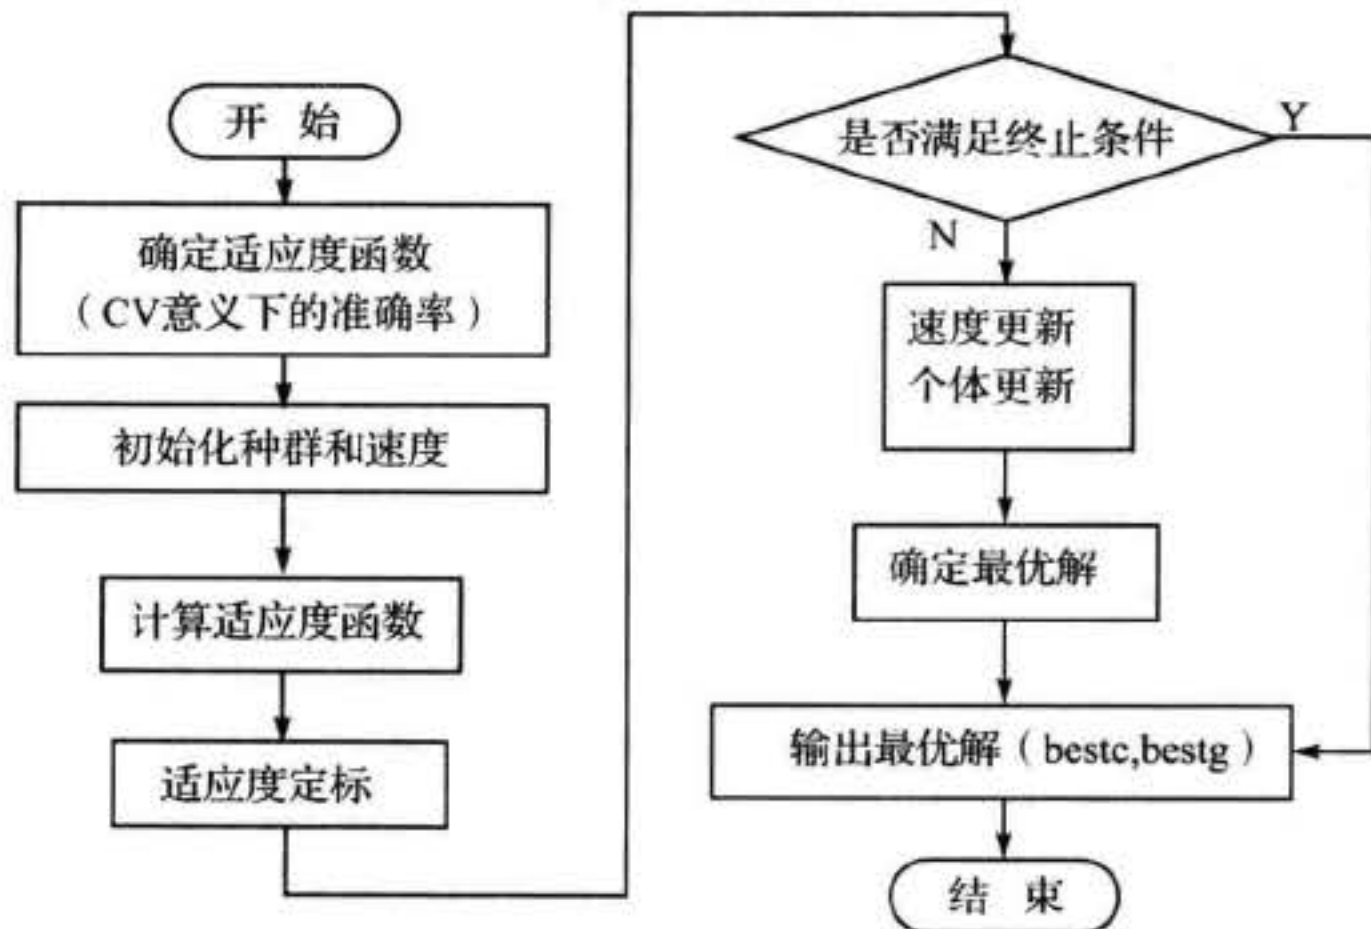 开 始
确定适应度函数
(CV意义下的准确率)
初始化种群和速度
计算适应度函数
适应度定标
是否满足终止条件
Y
N
速度更新
个体更新
确定最优解
输出最优解(bestc,bestg)
结 束